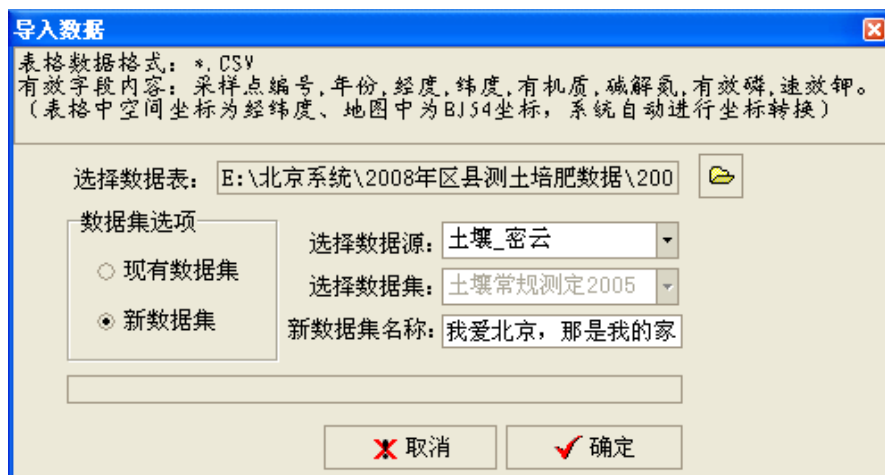 导入数据
表格数据格式: *.CSV
有效字段内容: 采样点编号,年份,经度,纬度,有机质,碱解氮,有效磷,速效钾。
(表格中空间坐标为经纬度、地图中为BJ54坐标，系统自动进行坐标转换)
选择数据表: E:\北京系统\2008年区县测土培肥数据\200
数据集选项
现有数据集
新数据集
选择数据源: 土壤_密云
选择数据集: 土壤常规测定2005
新数据集名称: 我爱北京，那是我的家
取消
确定